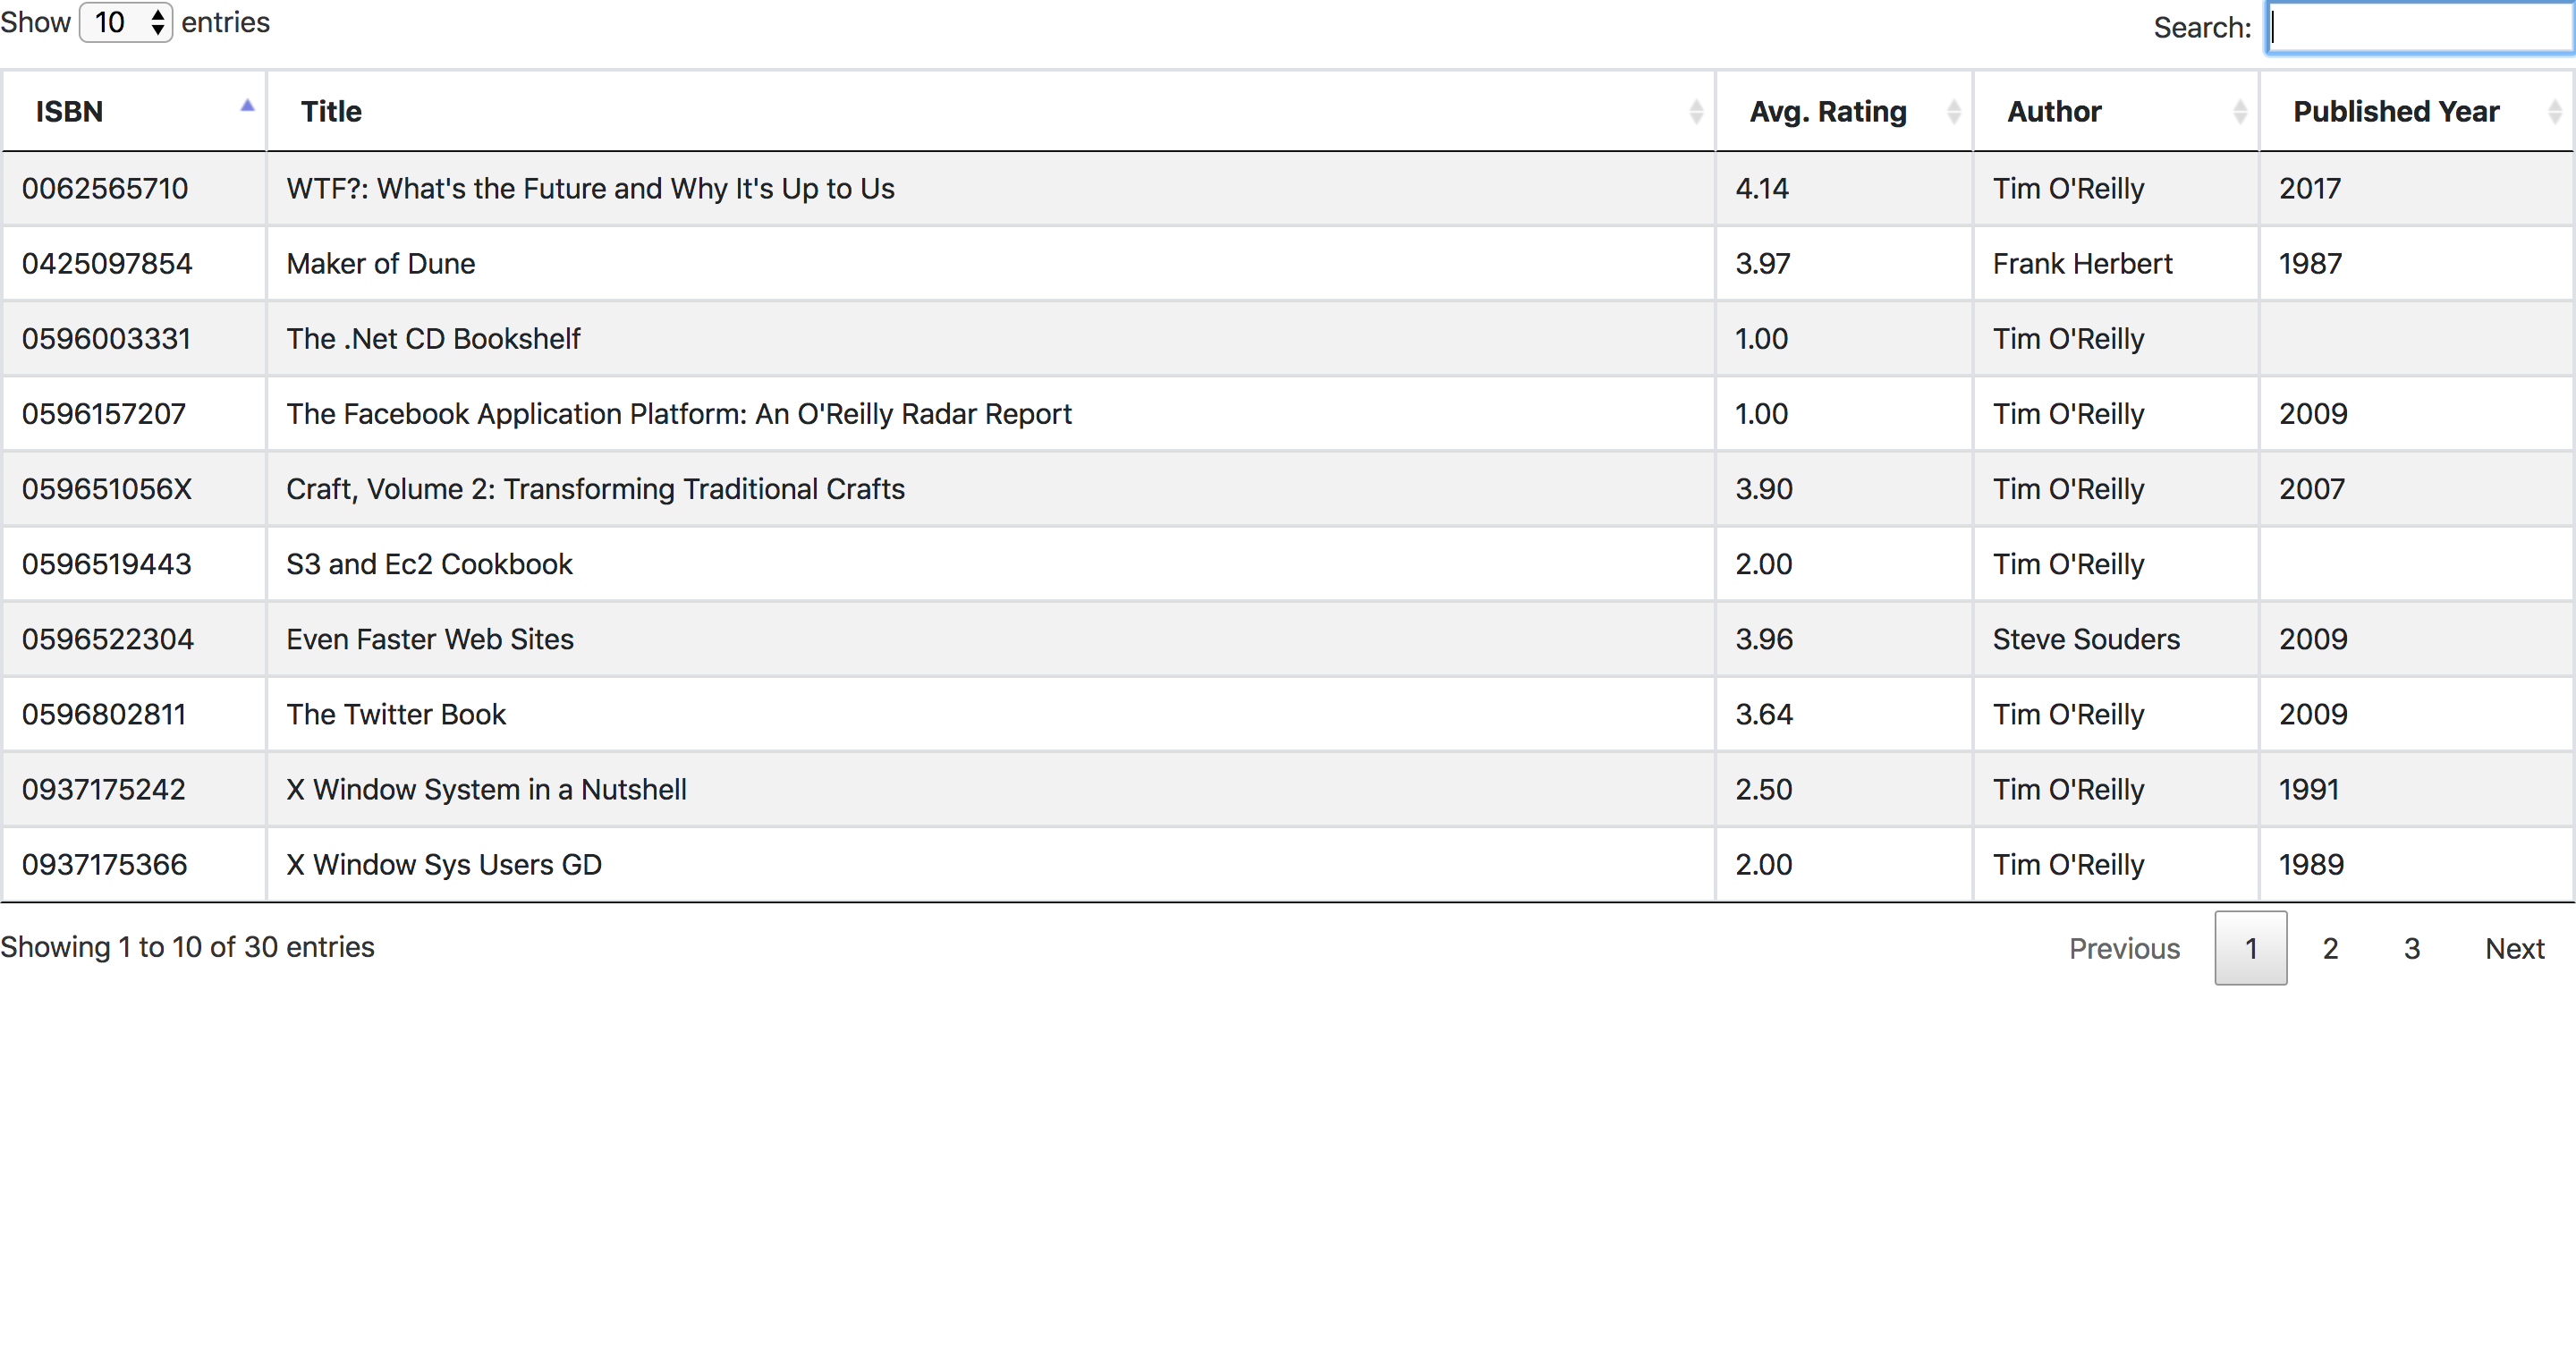 Show 10 entries Search:
ISBN Title Avg. Rating Author Published Year
0062565710 WTF?: What's the Future and Why It's Up to Us 4.14 Tim O'Reilly 2017
0425097854 Maker of Dune 3.97 Frank Herbert 1987
0596003331 The .Net CD Bookshelf 1.00 Tim O'Reilly
0596157207 The Facebook Application Platform: An O'Reilly Radar Report 1.00 Tim O'Reilly 2009
059651056X Craft, Volume 2: Transforming Traditional Crafts 3.90 Tim O'Reilly 2007
0596519443 S3 and Ec2 Cookbook 2.00 Tim O'Reilly
0596522304 Even Faster Web Sites 3.96 Steve Souders 2009
0596802811 The Twitter Book 3.64 Tim O'Reilly 2009
0937175242 X Window System in a Nutshell 2.50 Tim O'Reilly 1991
0937175366 X Window Sys Users GD 2.00 Tim O'Reilly 1989
Showing 1 to 10 of 30 entries Previous 1 2 3 Next